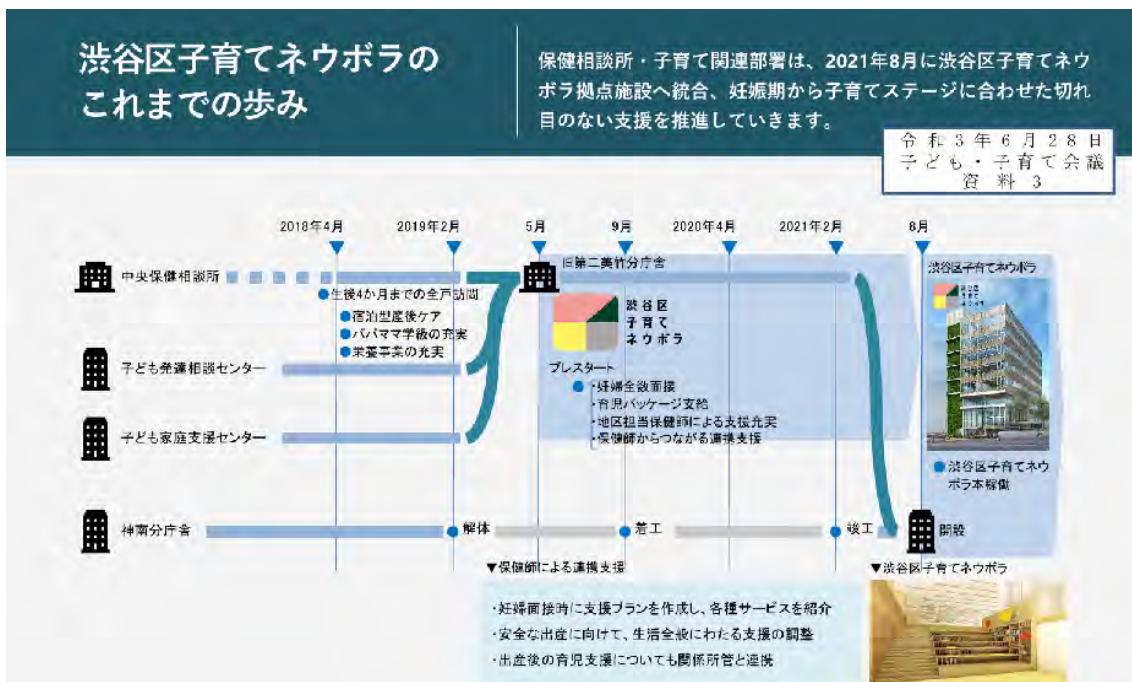 渋谷区子育てネウボラの
これまでの歩み
保健相談所・子育て関連部署は、2021年8月に渋谷区子育てネウ
ボラ拠点施設へ統合、妊娠期から子育てステージに合わせた切れ
目のない支援を推進していきます。
令和3年6月28日
子ども・子育て会議
資料3
2018年4月
2019年2月
5月
9月
2020年4月
2021年2月
8月
中央保健相談所
旧第二美竹分庁舎
渋谷区子育てネウボラ
渋谷区
子育て
ネウボラ
生後4か月までの全戸訪問
宿泊型産後ケア
パパママ学級の充実
栄養事業の充実
渋谷区
子育て
ネウボラ
子ども発達相談センター
プレスタート
・妊婦全数面接
・育児パッケージ支給
・地区担当保健師による支援充実
・保健師からつながる連携支援
子ども家庭支援センター
渋谷区子育てネウ
ボラ本稼働
神南分庁舎
解体
着工
竣工
開設
▼保健師による連携支援
▼渋谷区子育てネウボラ
・妊婦面接時に支援プランを作成し、各種サービスを紹介
・安全な出産に向けて、生活全般にわたる支援の調整
・出産後の育児支援についても関係所管と連携